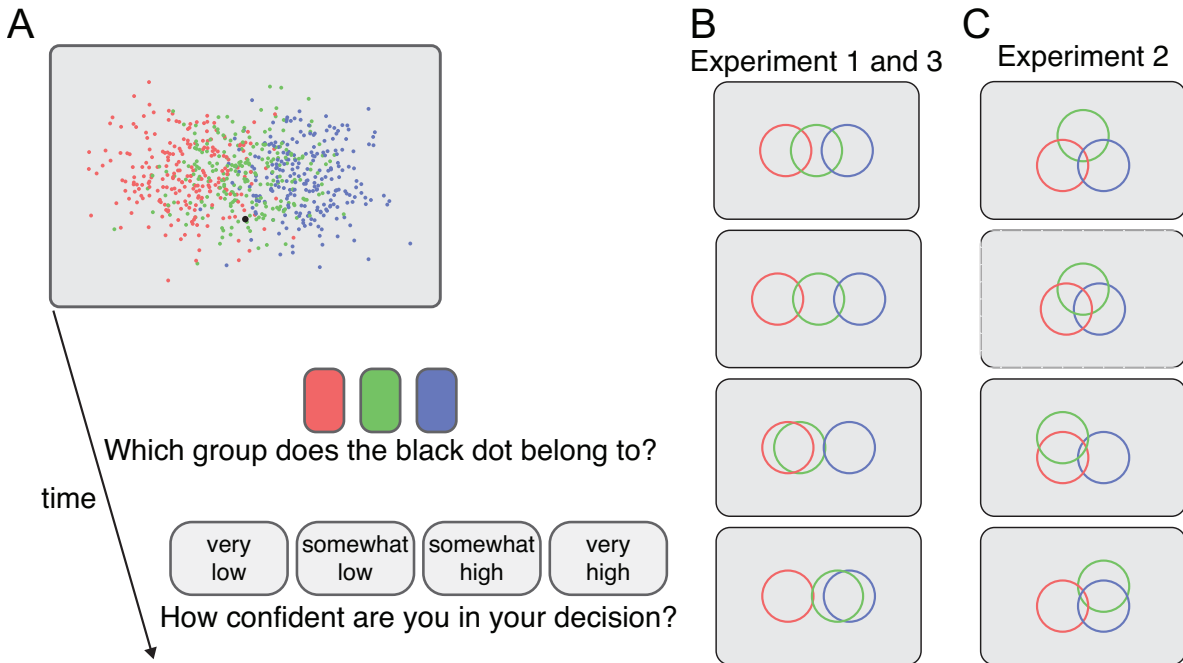 A
B
Experiment 1 and 3
C
Experiment 2
Which group does the black dot belong to?
time
very
low
somewhat
low
somewhat
high
very
high
How confident are you in your decision?